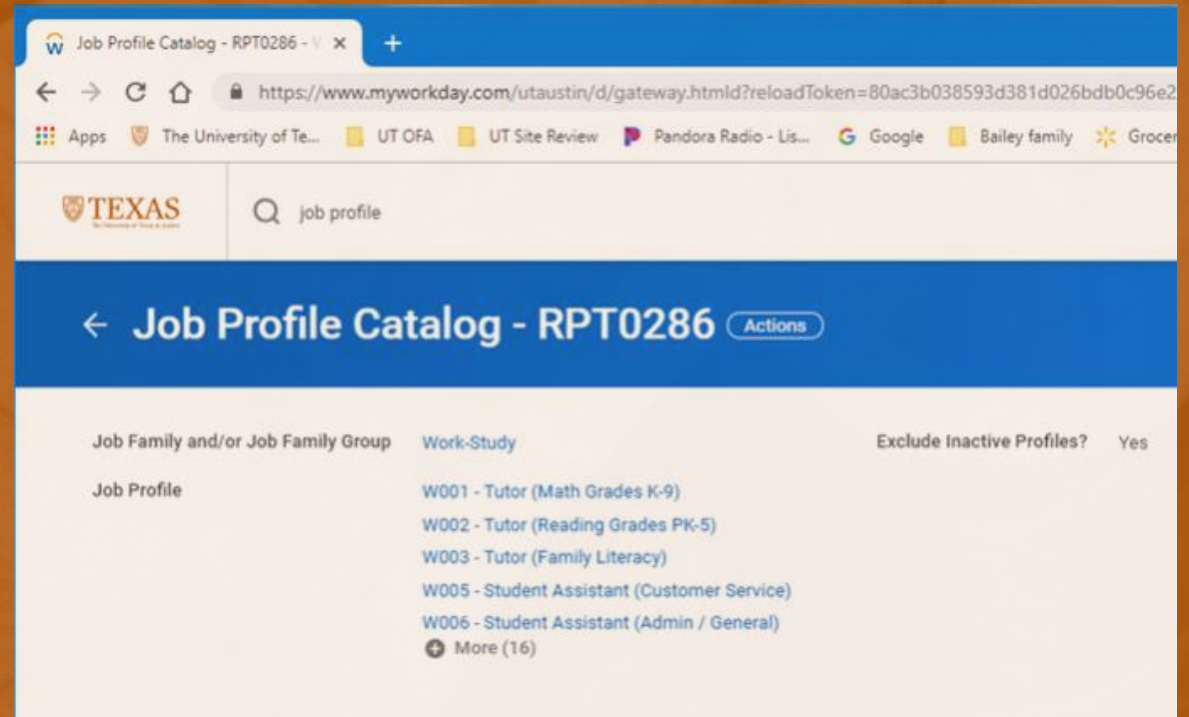 Job Profile Catalog - RPT0286 -
https://www.myworkday.com/utaustin/d/gateway.htmld?reloadToken=80ac3b038593d381d026bdb0c96e2
Apps The University of Te... UT OFA UT Site Review Pandora Radio - Lis... Google Bailey family Grocer
TEXAS job profile
Job Profile Catalog - RPT0286 Actions
Job Family and/or Job Family Group Work-Study Exclude Inactive Profiles? Yes
Job Profile W001 - Tutor (Math Grades K-9)
W002 - Tutor (Reading Grades PK-5)
W003 - Tutor (Family Literacy)
W005 - Student Assistant (Customer Service)
W006 - Student Assistant (Admin / General)
More (16)